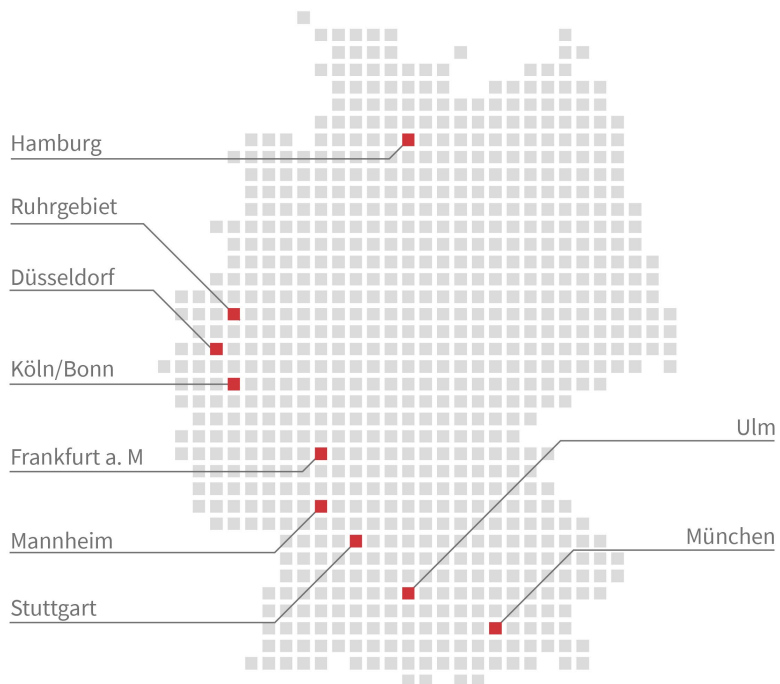 Hamburg
Ruhrgebiet
Düsseldorf
Köln/Bonn
Frankfurt a. M
Mannheim
Stuttgart
Ulm
München